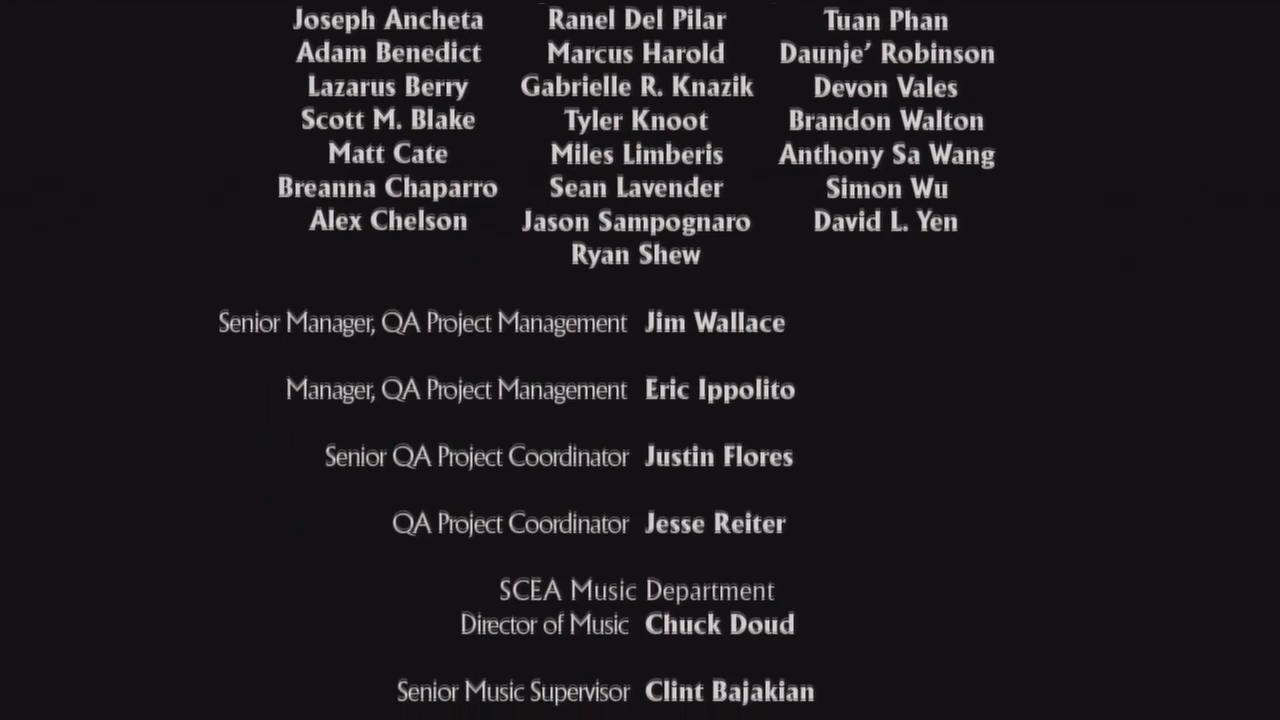 Joseph Ancheta Ranel Del Pilar Tuan Phan
Adam Benedict Marcus Harold Daunje’ Robinson
Lazarus Berry Gabrielle R. Knazik Devon Vales
Scott M. Blake Tyler Knoot Brandon Walton
Matt Cate Miles Limberis Anthony Sa Wang
Breanna Chaparro Sean Lavender Simon Wu
Alex Chelson Jason Sampognaro David L. Yen
Ryan Shew
Senior Manager, QA Project Management Jim Wallace
Manager, QA Project Management Eric Ippolito
Senior QA Project Coordinator Justin Flores
QA Project Coordinator Jesse Reiter
SCEA Music Department
Director of Music Chuck Doud
Senior Music Supervisor Clint Bajakian